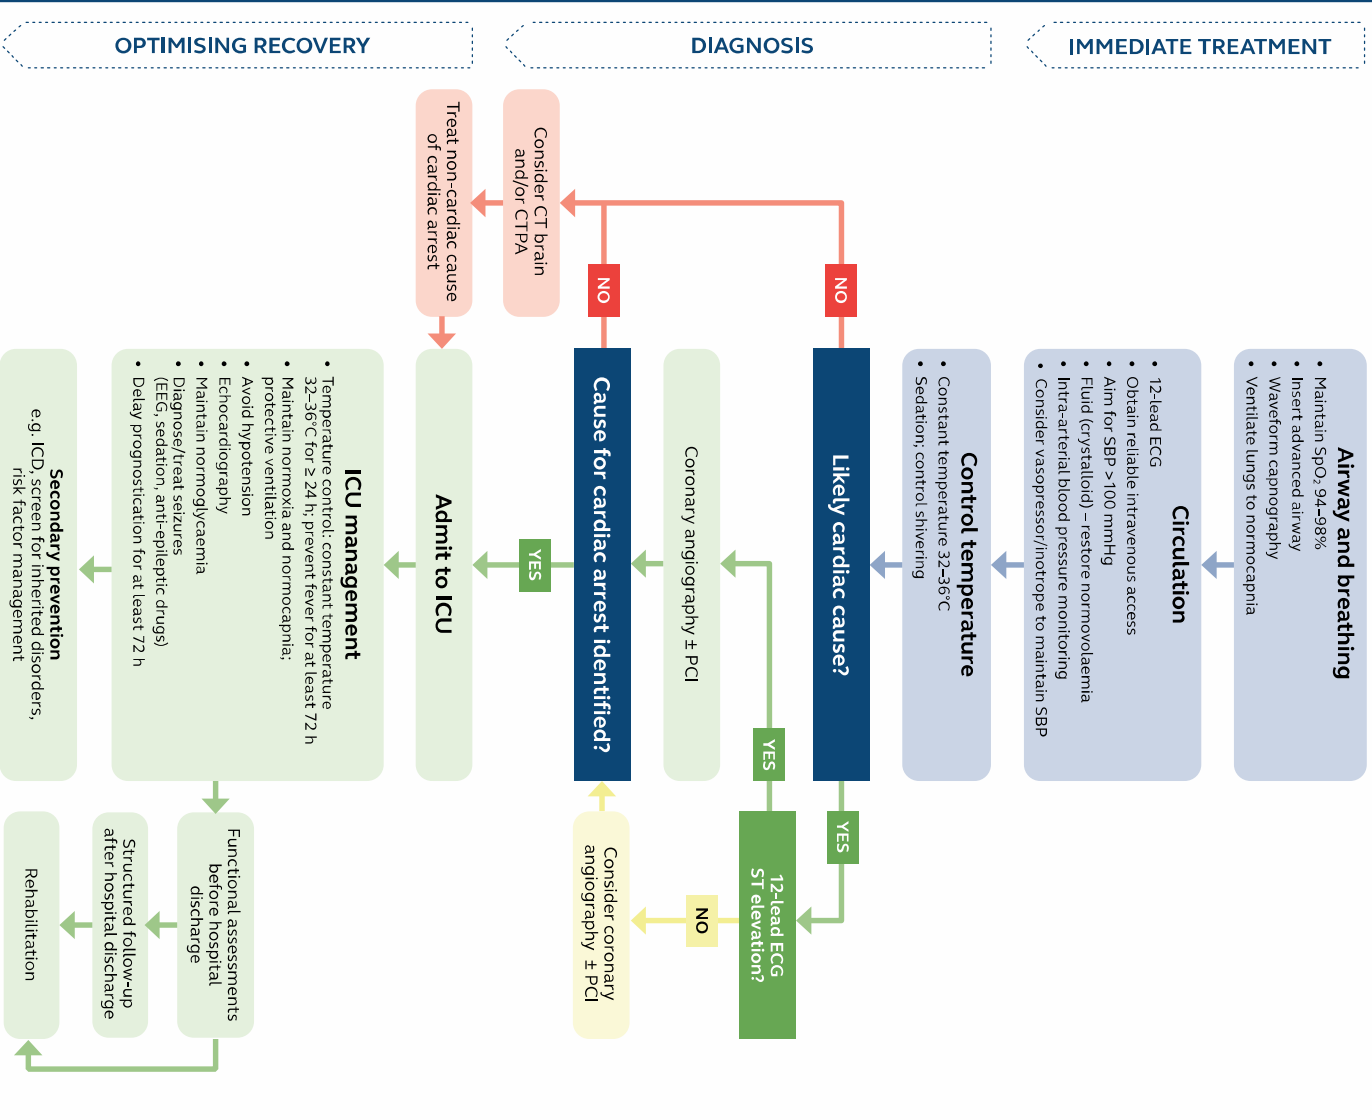 IMMEDIATE TREATMENT
Airway and breathing
• Maintain SpO₂ 94–98%
• Insert advanced airway
• Waveform capnography
• Ventilate lungs to normocapnia
Circulation
• 12-lead ECG
• Obtain reliable intravenous access
• Aim for SBP >100 mmHg
• Fluid (crystalloid) – restore normovolaemia
• Intra-arterial blood pressure monitoring
• Consider vasopressor/inotrope to maintain SBP
Control temperature
• Constant temperature 32–36°C
• Sedation; control shivering
DIAGNOSIS
Likely cardiac cause?
NO
YES
12-lead ECG
ST elevation?
YES
NO
Coronary angiography ± PCI
Consider coronary
angiography ± PCI
Cause for cardiac arrest identified?
NO
YES
Consider CT brain
and/or CTPA
Treat non-cardiac cause
of cardiac arrest
OPTIMISING RECOVERY
Admit to ICU
ICU management
• Temperature control: constant temperature
32–36°C for ≥ 24 h; prevent fever for at least 72 h
• Maintain normoxia and normocapnia;
protective ventilation
• Avoid hypotension
• Echocardiography
• Maintain normoglycaemia
• Diagnose/treat seizures
(EEG, sedation, anti-epileptic drugs)
• Delay prognostication for at least 72 h
Secondary prevention
e.g. ICD, screen for inherited disorders,
risk factor management
Functional assessments
before hospital
discharge
Structured follow-up
after hospital discharge
Rehabilitation